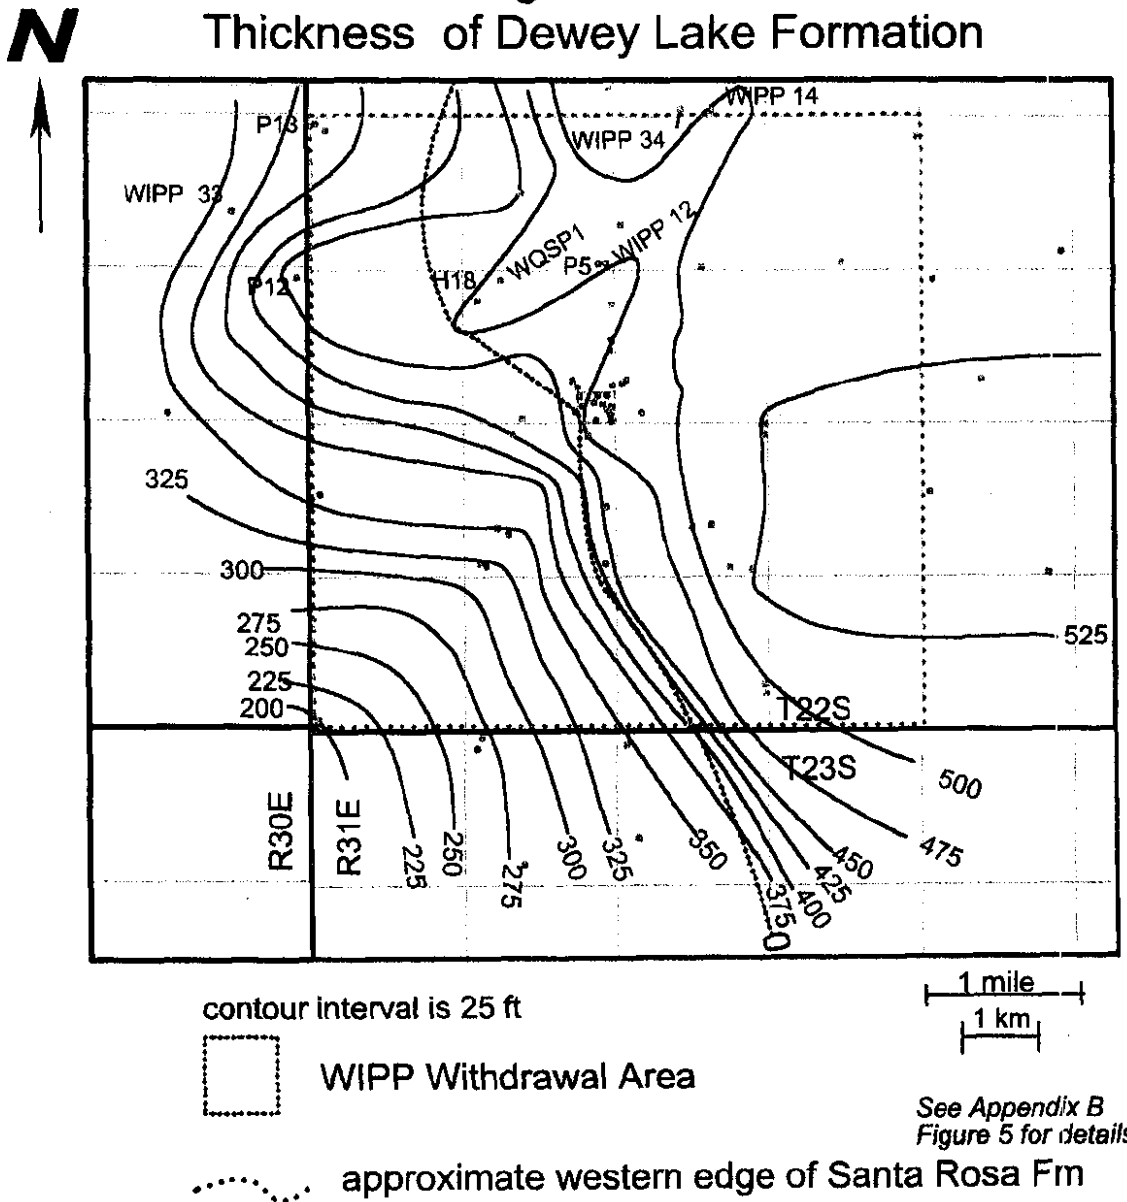 N
Thickness of Dewey Lake Formation
WIPP 14
P13
WIPP 34
WIPP 33
WIPP 12
WQSP1
P5
H18
P12
325
300
275
250
225
200
525
T22S
T23S
500
475
450
425
400
375
0
350
325
300
275
250
225
R30E
R31E
1 mile
1 km
contour interval is 25 ft
WIPP Withdrawal Area
See Appendix B
Figure 5 for details
approximate western edge of Santa Rosa Fm